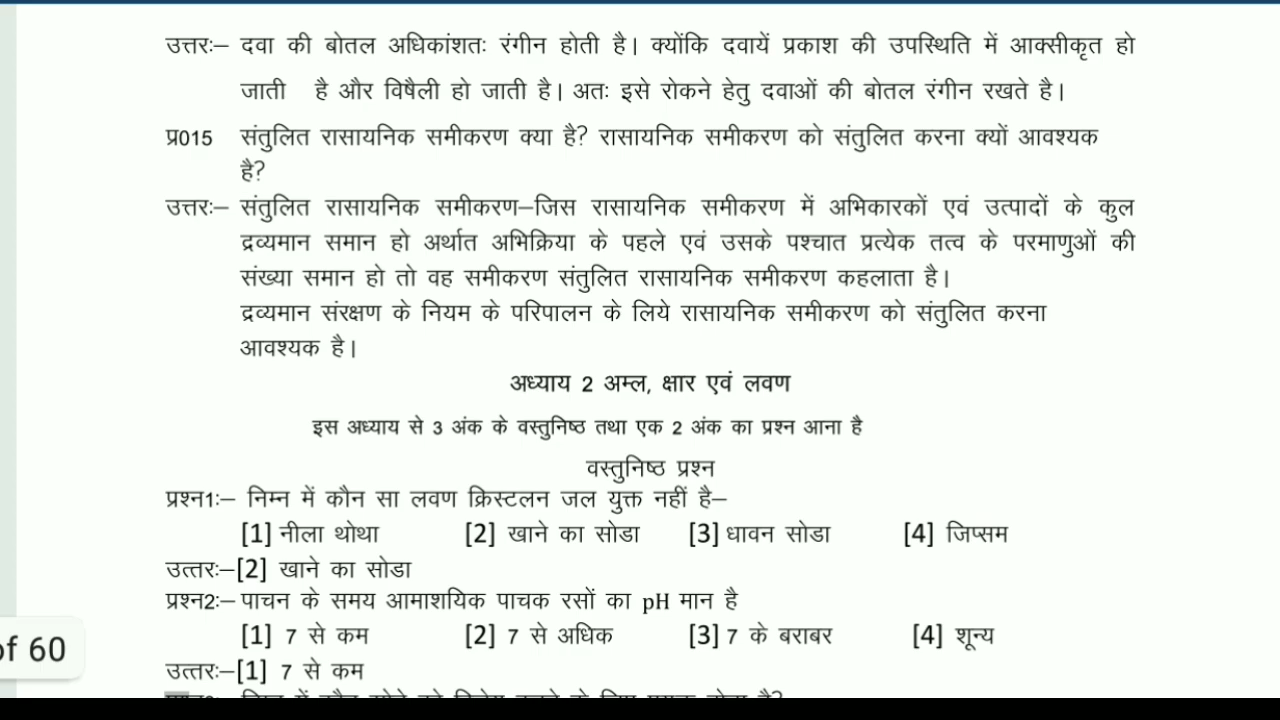 उत्तरः– दवा की बोतल अधिकांशतः रंगीन होती है। क्योंकि दवायें प्रकाश की उपस्थिति में आक्सीकृत हो
जाती है और विषैली हो जाती है। अतः इसे रोकने हेतु दवाओं की बोतल रंगीन रखते है।
प्र015 संतुलित रासायनिक समीकरण क्या है? रासायनिक समीकरण को संतुलित करना क्यों आवश्यक
है?
उत्तरः– संतुलित रासायनिक समीकरण–जिस रासायनिक समीकरण में अभिकारकों एवं उत्पादों के कुल
द्रव्यमान समान हो अर्थात अभिक्रिया के पहले एवं उसके पश्चात प्रत्येक तत्व के परमाणुओं की
संख्या समान हो तो वह समीकरण संतुलित रासायनिक समीकरण कहलाता है।
द्रव्यमान संरक्षण के नियम के परिपालन के लिये रासायनिक समीकरण को संतुलित करना
आवश्यक है।
अध्याय 2 अम्ल, क्षार एवं लवण
इस अध्याय से 3 अंक के वस्तुनिष्ठ तथा एक 2 अंक का प्रश्न आना है
वस्तुनिष्ठ प्रश्न
प्रश्न1ः– निम्न में कौन सा लवण क्रिस्टलन जल युक्त नहीं है–
[1] नीला थोथा [2] खाने का सोडा [3] धावन सोडा [4] जिप्सम
उत्तरः–[2] खाने का सोडा
प्रश्न2ः– पाचन के समय आमाशयिक पाचक रसों का pH मान है
[1] 7 से कम [2] 7 से अधिक [3] 7 के बराबर [4] शून्य
of 60
उत्तरः–[1] 7 से कम